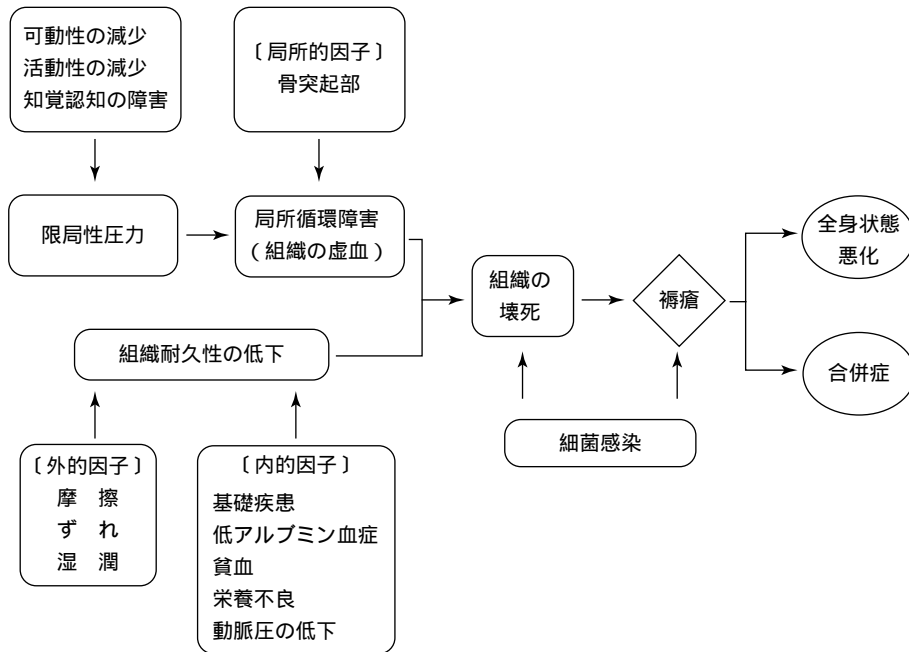 可動性の減少
活動性の減少
知覚認知の障害
〔局所的因子〕
骨突起部
限局性圧力
局所循環障害
(組織の虚血)
全身状態
悪化
組織の
壊死
褥瘡
組織耐久性の低下
合併症
細菌感染
〔外的因子〕
摩 擦
ず れ
湿 潤
〔内的因子〕
基礎疾患
低アルブミン血症
貧血
栄養不良
動脈圧の低下